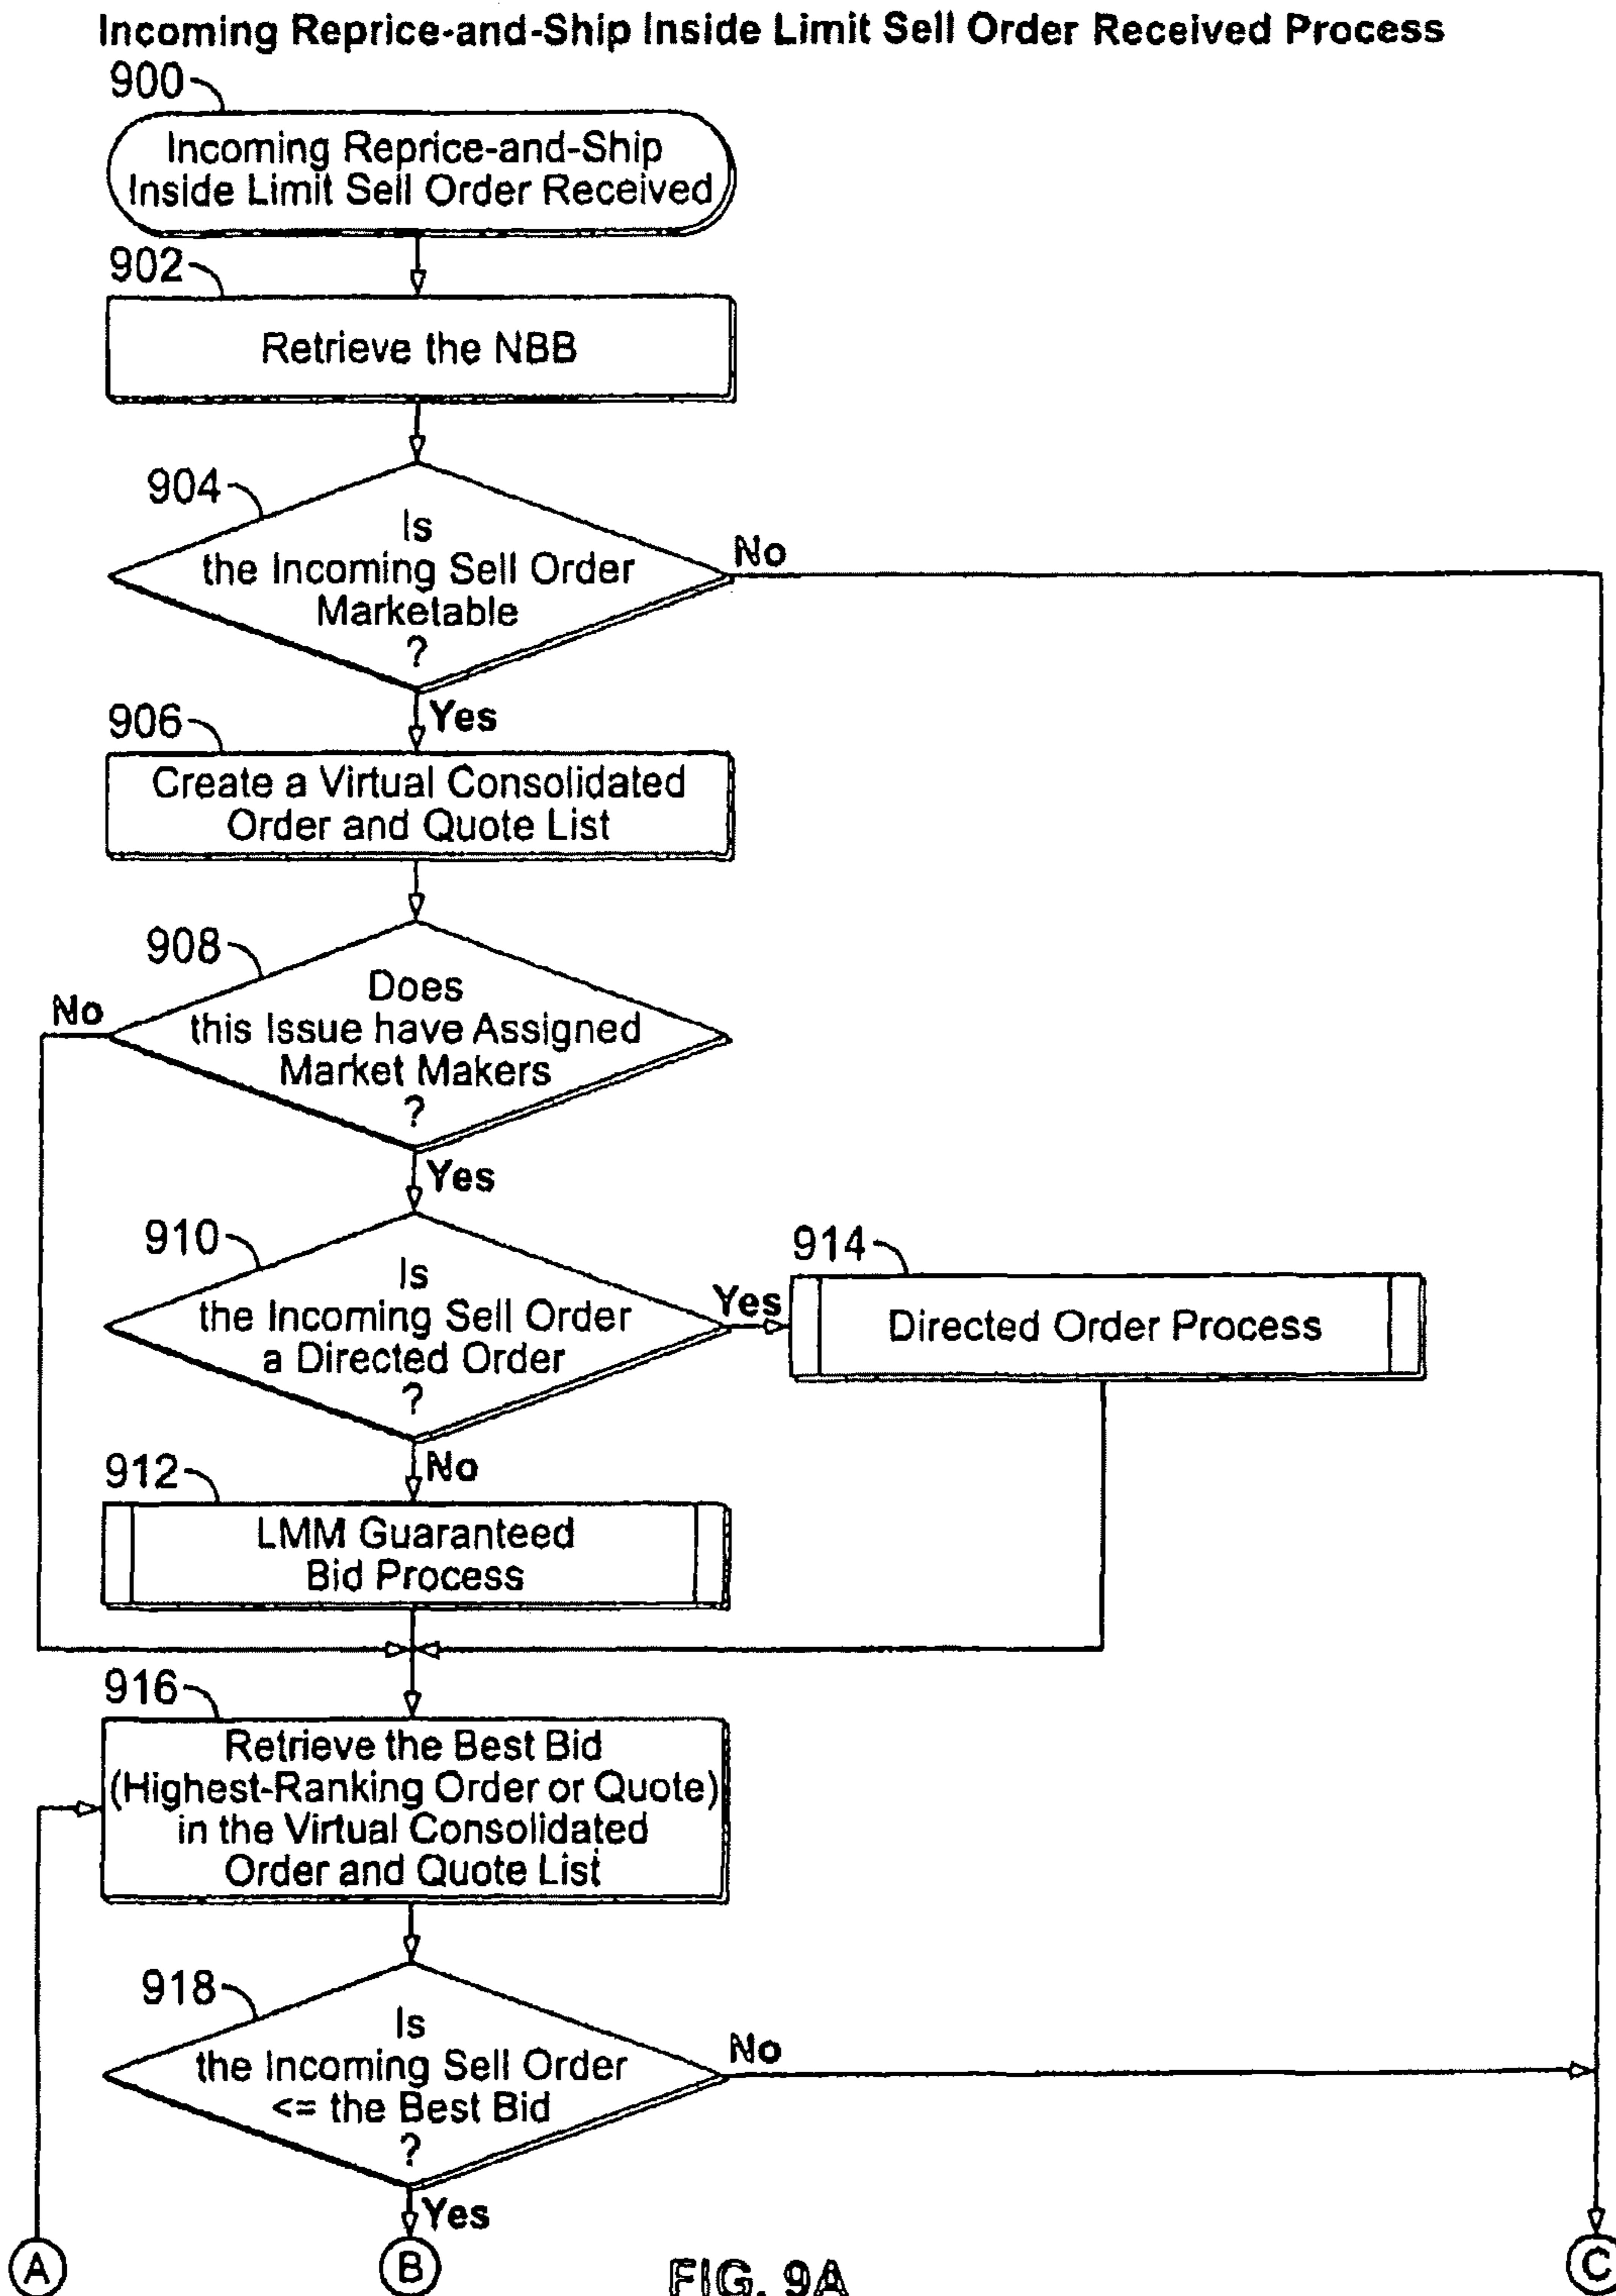 Incoming Reprice-and-Ship Inside Limit Sell Order Received Process
900
Incoming Reprice-and-Ship
Inside Limit Sell Order Received
902
Retrieve the NBB
904
Is
the Incoming Sell Order
Marketable
?
No
Yes
906
Create a Virtual Consolidated
Order and Quote List
908
Does
this Issue have Assigned
Market Makers
?
No
Yes
910
Is
the Incoming Sell Order
a Directed Order
?
Yes
914
Directed Order Process
No
912
LMM Guaranteed
Bid Process
916
Retrieve the Best Bid
(Highest-Ranking Order or Quote)
in the Virtual Consolidated
Order and Quote List
918
Is
the Incoming Sell Order
<= the Best Bid
?
No
Yes
A
B
C
FIG. 9A